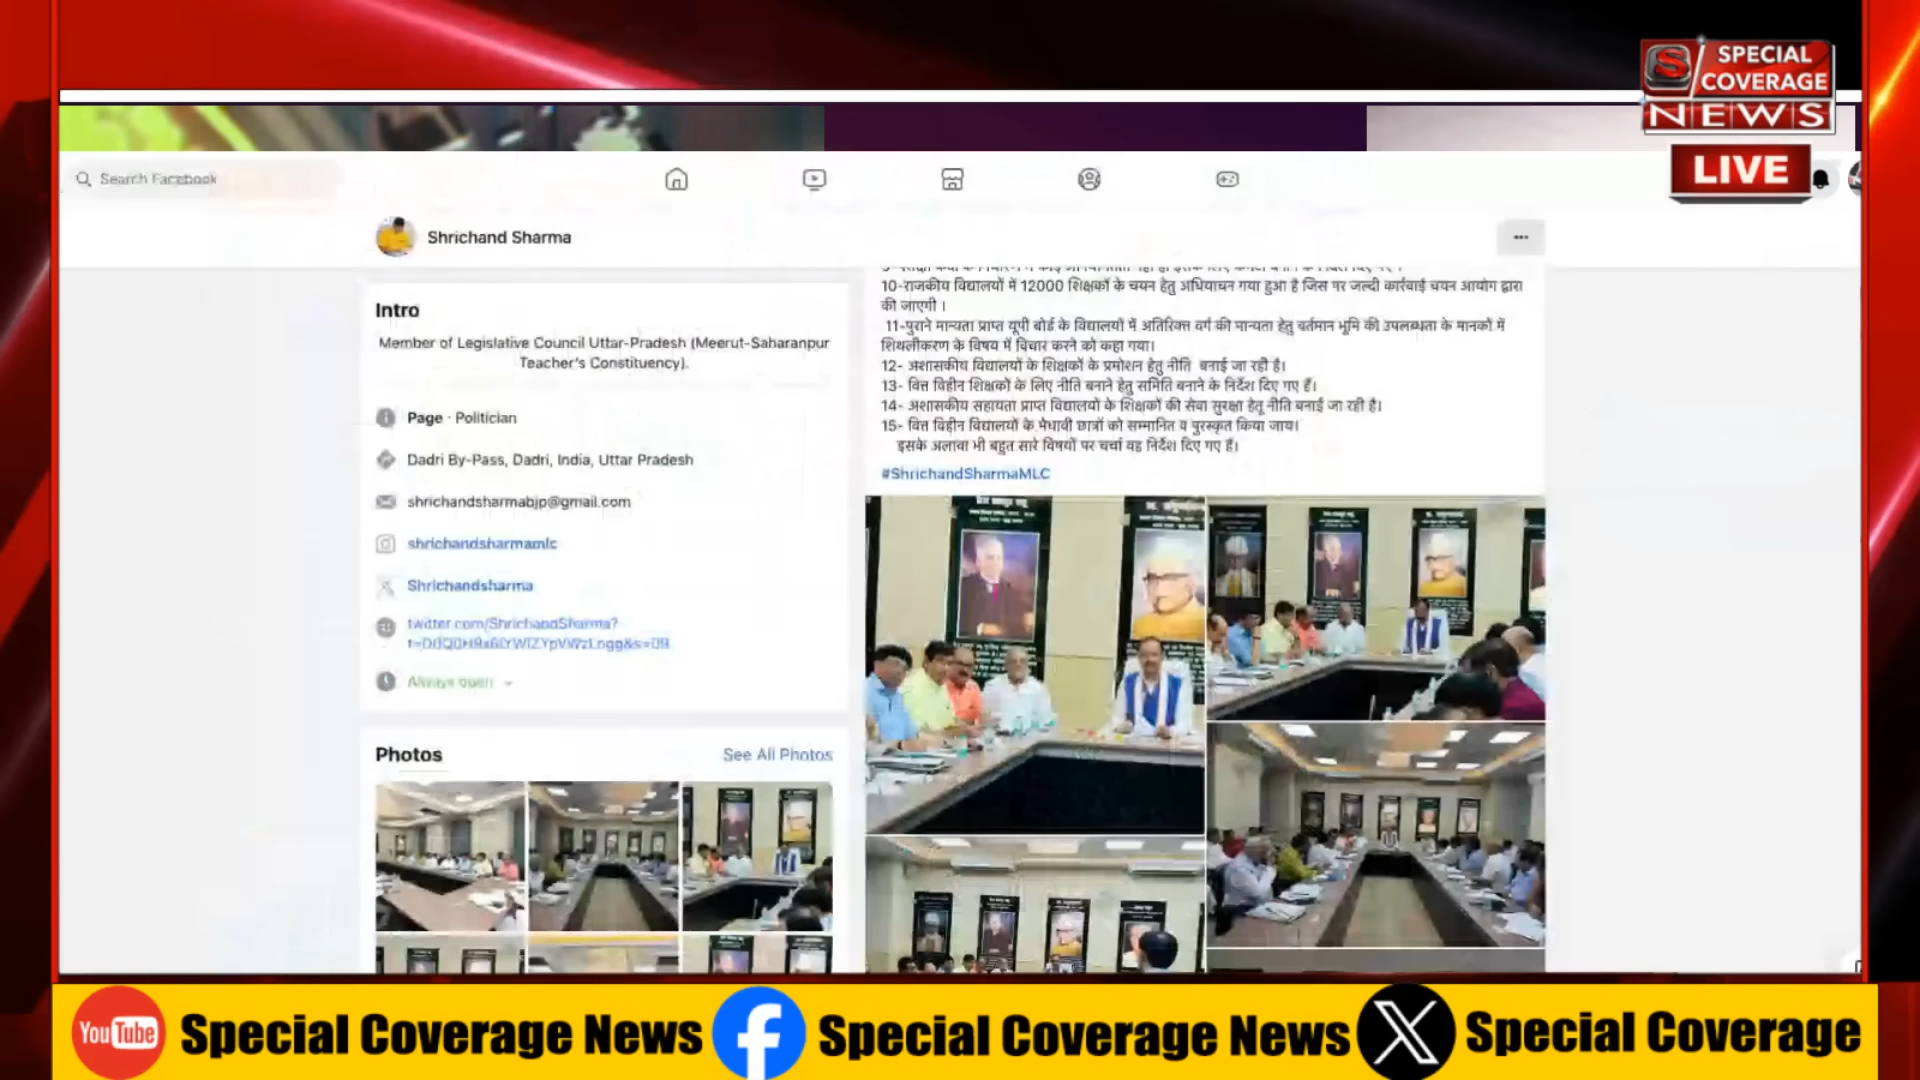 SPECIAL
COVERAGE
NEWS
LIVE
Search Facebook
Shrichand Sharma
Intro
Member of Legislative Council Uttar-Pradesh (Meerut-Saharanpur
Teacher's Constituency).
Page · Politician
Dadri By-Pass, Dadri, India, Uttar Pradesh
shrichandsharmabjp@gmail.com
shrichandsharmamlc
Shrichandsharma
twitter.com/ShrichandSharma?
Always open
Photos
See All Photos
10-राजकीय विद्यालयों में 12000 शिक्षकों के चयन हेतु अधियाचन गया हुआ है जिस पर जल्दी कार्रवाई चयन आयोग द्वारा
की जाएगी ।
11-पुराने मान्यता प्राप्त यूपी बोर्ड के विद्यालयों में अतिरिक्त वर्ग की मान्यता हेतु वर्तमान भूमि की उपलब्धता के मानकों में
शिथलीकरण के विषय में विचार करने को कहा गया।
12- अशासकीय विद्यालयों के शिक्षकों के प्रमोशन हेतु नीति बनाई जा रही है।
13- वित्त विहीन शिक्षकों के लिए नीति बनाने हेतु समिति बनाने के निर्देश दिए गए हैं।
14- अशासकीय सहायता प्राप्त विद्यालयों के शिक्षकों की सेवा सुरक्षा हेतू नीति बनाई जा रही है।
15- वित्त विहीन विद्यालयों के मेधावी छात्रों को सम्मानित व पुरस्कृत किया जाय।
इसके अलावा भी बहुत सारे विषयों पर चर्चा वह निर्देश दिए गए हैं।
#ShrichandSharmaMLC
YouTube Special Coverage News
Special Coverage News
Special Coverage